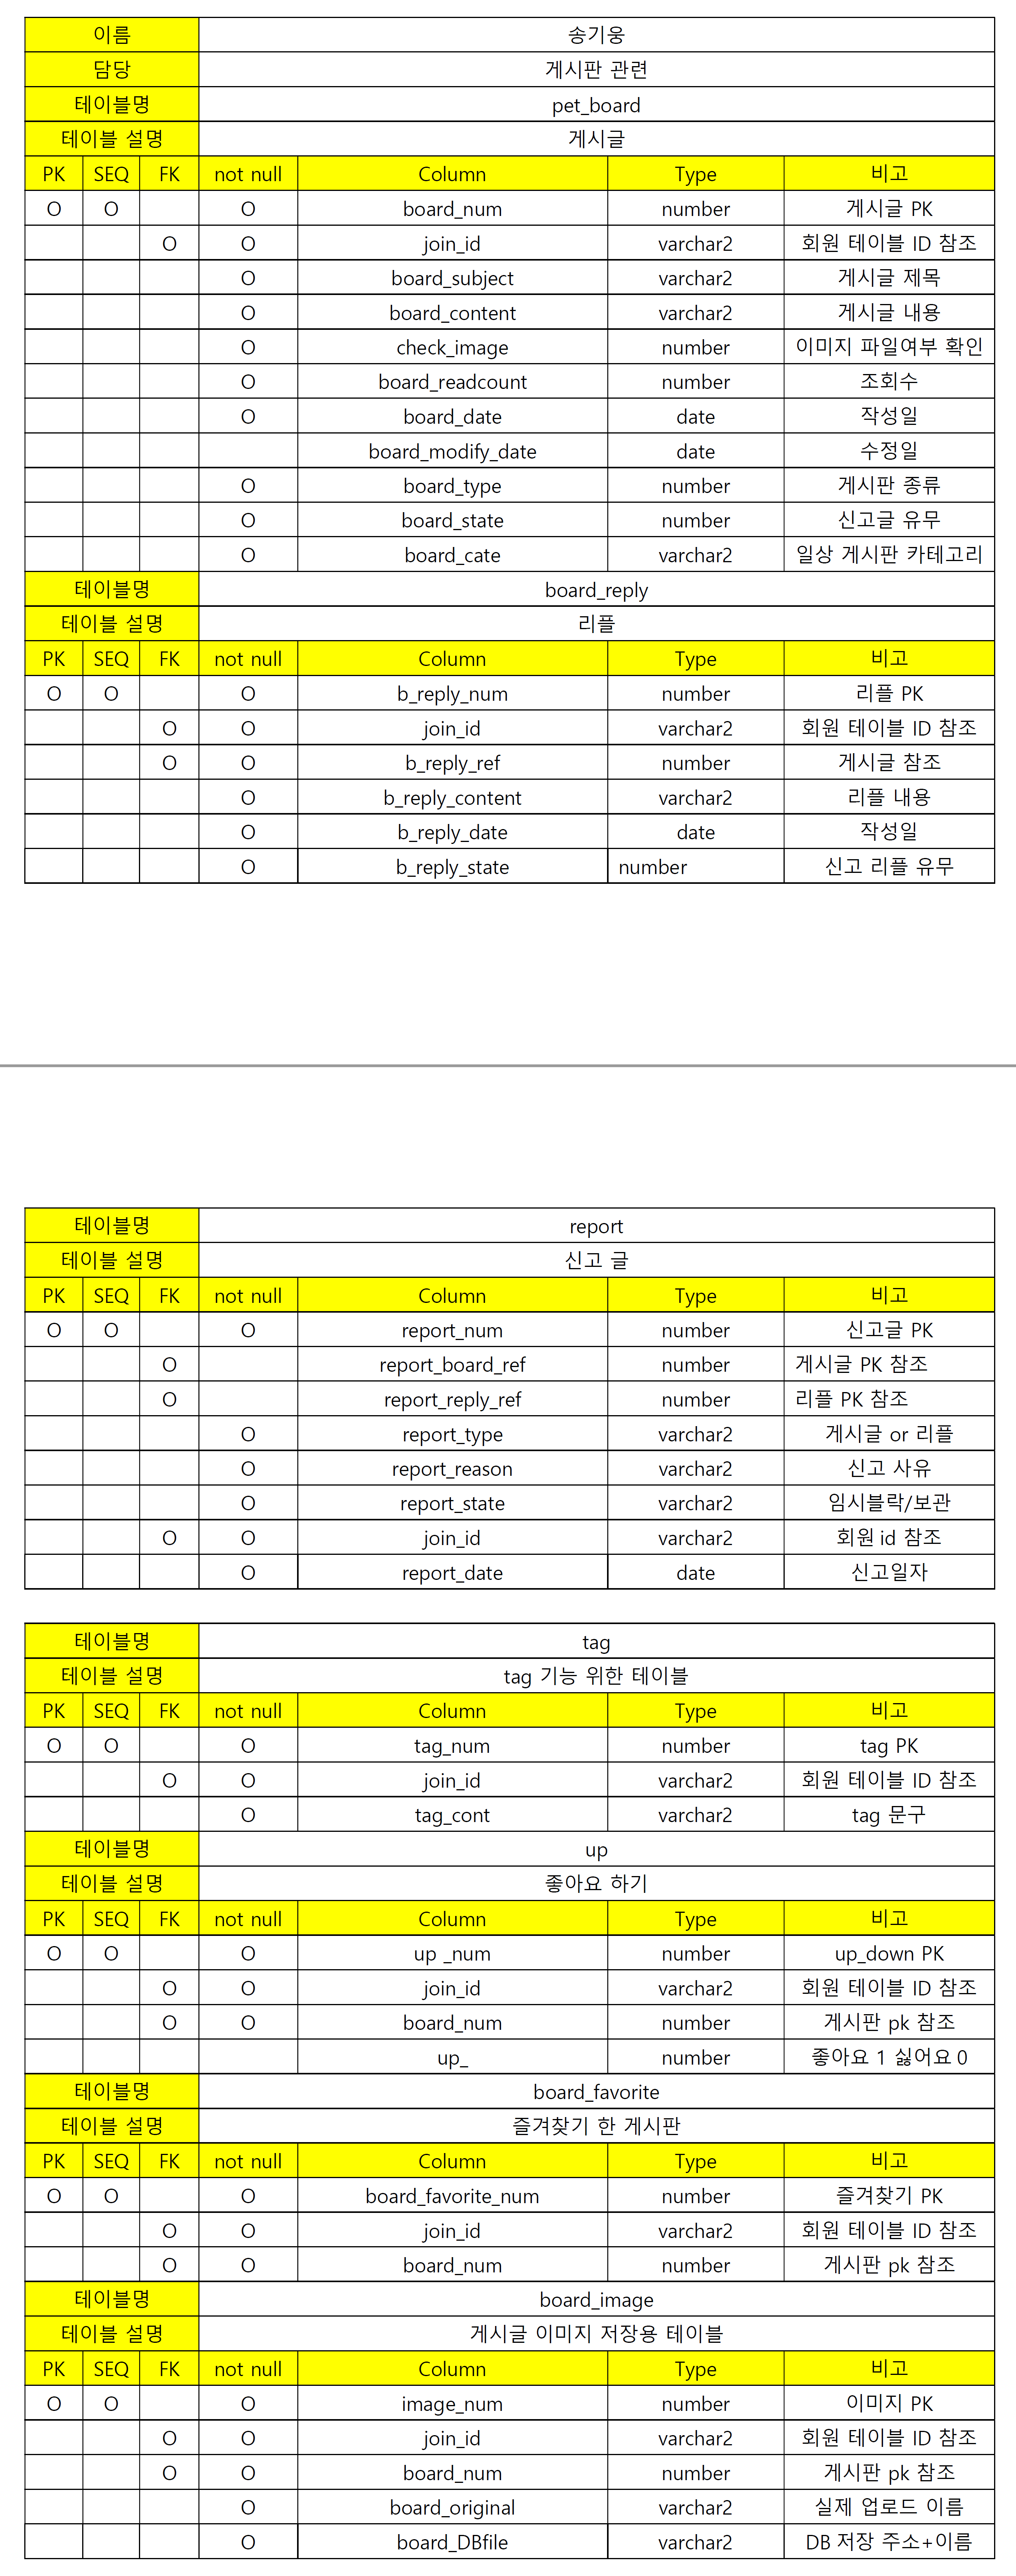 이름 송기웅
담당 게시판 관련
테이블명 pet_board
테이블 설명 게시글
PK SEQ FK not null Column Type 비고
O O O board_num number 게시글 PK
O O join_id varchar2 회원 테이블 ID 참조
O board_subject varchar2 게시글 제목
O board_content varchar2 게시글 내용
O check_image number 이미지 파일여부 확인
O board_readcount number 조회수
O board_date date 작성일
board_modify_date date 수정일
O board_type number 게시판 종류
O board_state number 신고글 유무
O board_cate varchar2 일상 게시판 카테고리
테이블명 board_reply
테이블 설명 리플
PK SEQ FK not null Column Type 비고
O O O b_reply_num number 리플 PK
O O join_id varchar2 회원 테이블 ID 참조
O O b_reply_ref number 게시글 참조
O b_reply_content varchar2 리플 내용
O b_reply_date date 작성일
O b_reply_state number 신고 리플 유무
테이블명 report
테이블 설명 신고 글
PK SEQ FK not null Column Type 비고
O O O report_num number 신고글 PK
O report_board_ref number 게시글 PK 참조
O report_reply_ref number 리플 PK 참조
O report_type varchar2 게시글 or 리플
O report_reason varchar2 신고 사유
O report_state varchar2 임시블락/보관
O O join_id varchar2 회원 id 참조
O report_date date 신고일자
테이블명 tag
테이블 설명 tag 기능 위한 테이블
PK SEQ FK not null Column Type 비고
O O O tag_num number tag PK
O O join_id varchar2 회원 테이블 ID 참조
O tag_cont varchar2 tag 문구
테이블명 up
테이블 설명 좋아요 하기
PK SEQ FK not null Column Type 비고
O O O up _num number up_down PK
O O join_id varchar2 회원 테이블 ID 참조
O O board_num number 게시판 pk 참조
up_ number 좋아요 1 싫어요 0
테이블명 board_favorite
테이블 설명 즐겨찾기 한 게시판
PK SEQ FK not null Column Type 비고
O O O board_favorite_num number 즐겨찾기 PK
O O join_id varchar2 회원 테이블 ID 참조
O O board_num number 게시판 pk 참조
테이블명 board_image
테이블 설명 게시글 이미지 저장용 테이블
PK SEQ FK not null Column Type 비고
O O O image_num number 이미지 PK
O O join_id varchar2 회원 테이블 ID 참조
O O board_num number 게시판 pk 참조
O board_original varchar2 실제 업로드 이름
O board_DBfile varchar2 DB 저장 주소+이름